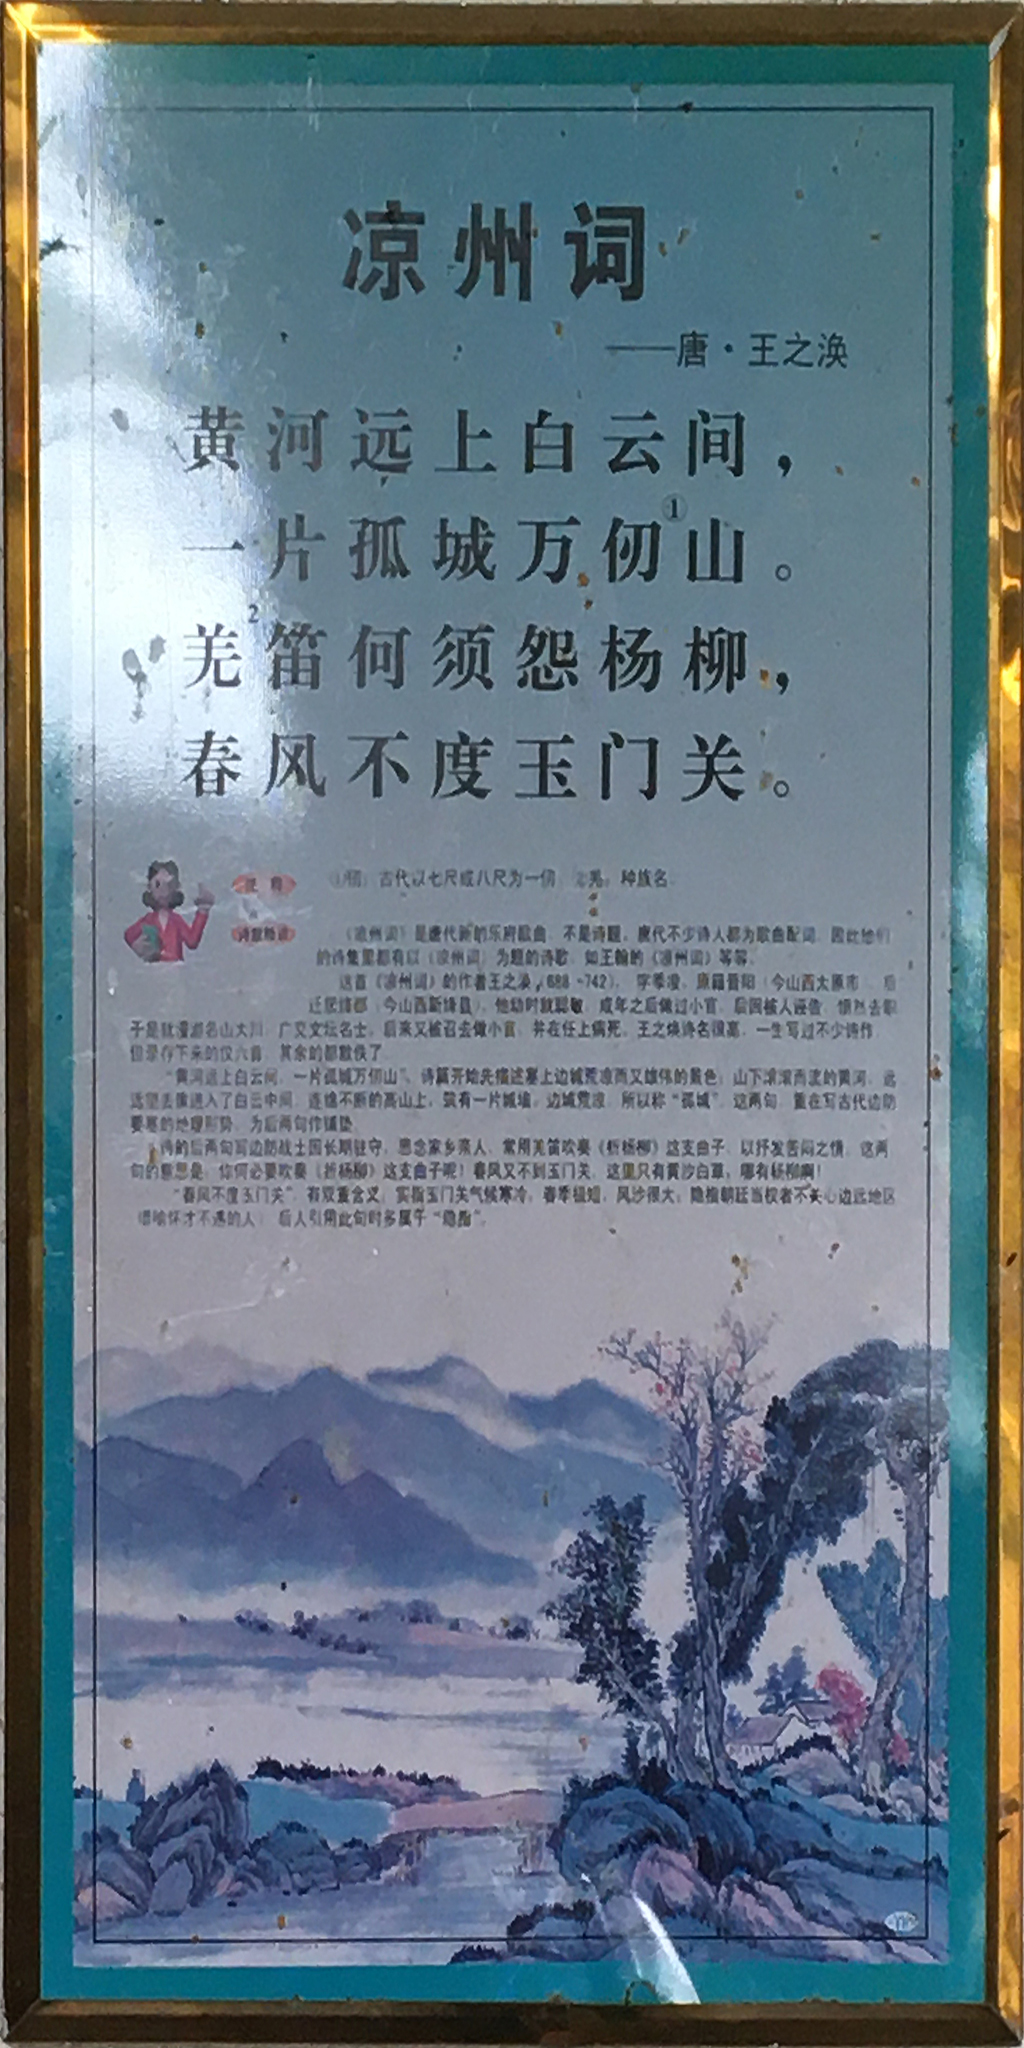 凉州词
——唐·王之涣
黄河远上白云间，
一片孤城万仞①山。
羌2笛何须怨杨柳，
春风不度玉门关。
①仞：古代以七尺或八尺为一仞 ②羌：种族名
《凉州词》是唐代新的乐府歌曲，不是诗题。唐代不少诗人都为歌曲配词，因此他们
的诗集里都有以《凉州词》为题的诗歌，如王翰的《凉州词》等等。
这首《凉州词》的作者王之涣（688－742），字季凌，原籍晋阳（今山西太原市），后
迁居绛郡（今山西新绛县）。他幼时就聪敏，成年之后做过小官，后因被人诬告，愤然去职
于是就漫游名山大川，广交文坛名士，后来又被召去做小官，并在任上病死。王之涣诗名很高，一生写过不少诗作，
但留存下来的仅六首，其余的都散佚了。
“黄河远上白云间，一片孤城万仞山”，诗篇开始先描述塞上边城荒凉而又雄伟的景色：山下滚滚而流的黄河，远
远望去像进入了白云中间，连绵不断的高山上，筑有一片城墙，边城荒凉，所以称“孤城”，这两句，重在写古代边防
要塞的地理形势，为后两句作铺垫。
诗的后两句写边防战士因长期驻守，思念家乡亲人，常用羌笛吹奏《折杨柳》这支曲子，以抒发苦闷之情，这两
句的意思是：你何必要吹奏《折杨柳》这支曲子呢！春风又不到玉门关，这里只有黄沙白草，哪有杨柳啊！
“春风不度玉门关”，有双重含义：实指玉门关气候寒冷，春季极短，风沙很大；隐指朝廷当权者不关心边远地区
（借喻怀才不遇的人），后人引用此句时多属于“隐指”。